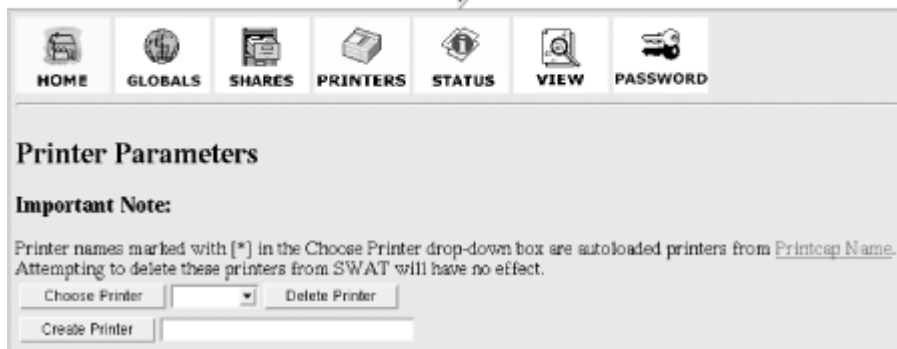 HOME GLOBALS SHARES PRINTERS STATUS VIEW PASSWORD
Printer Parameters
Important Note:
Printer names marked with [*] in the Choose Printer drop-down box are autoloaded printers from Printcap Name.
Attempting to delete these printers from SWAT will have no effect.
Choose Printer Delete Printer
Create Printer